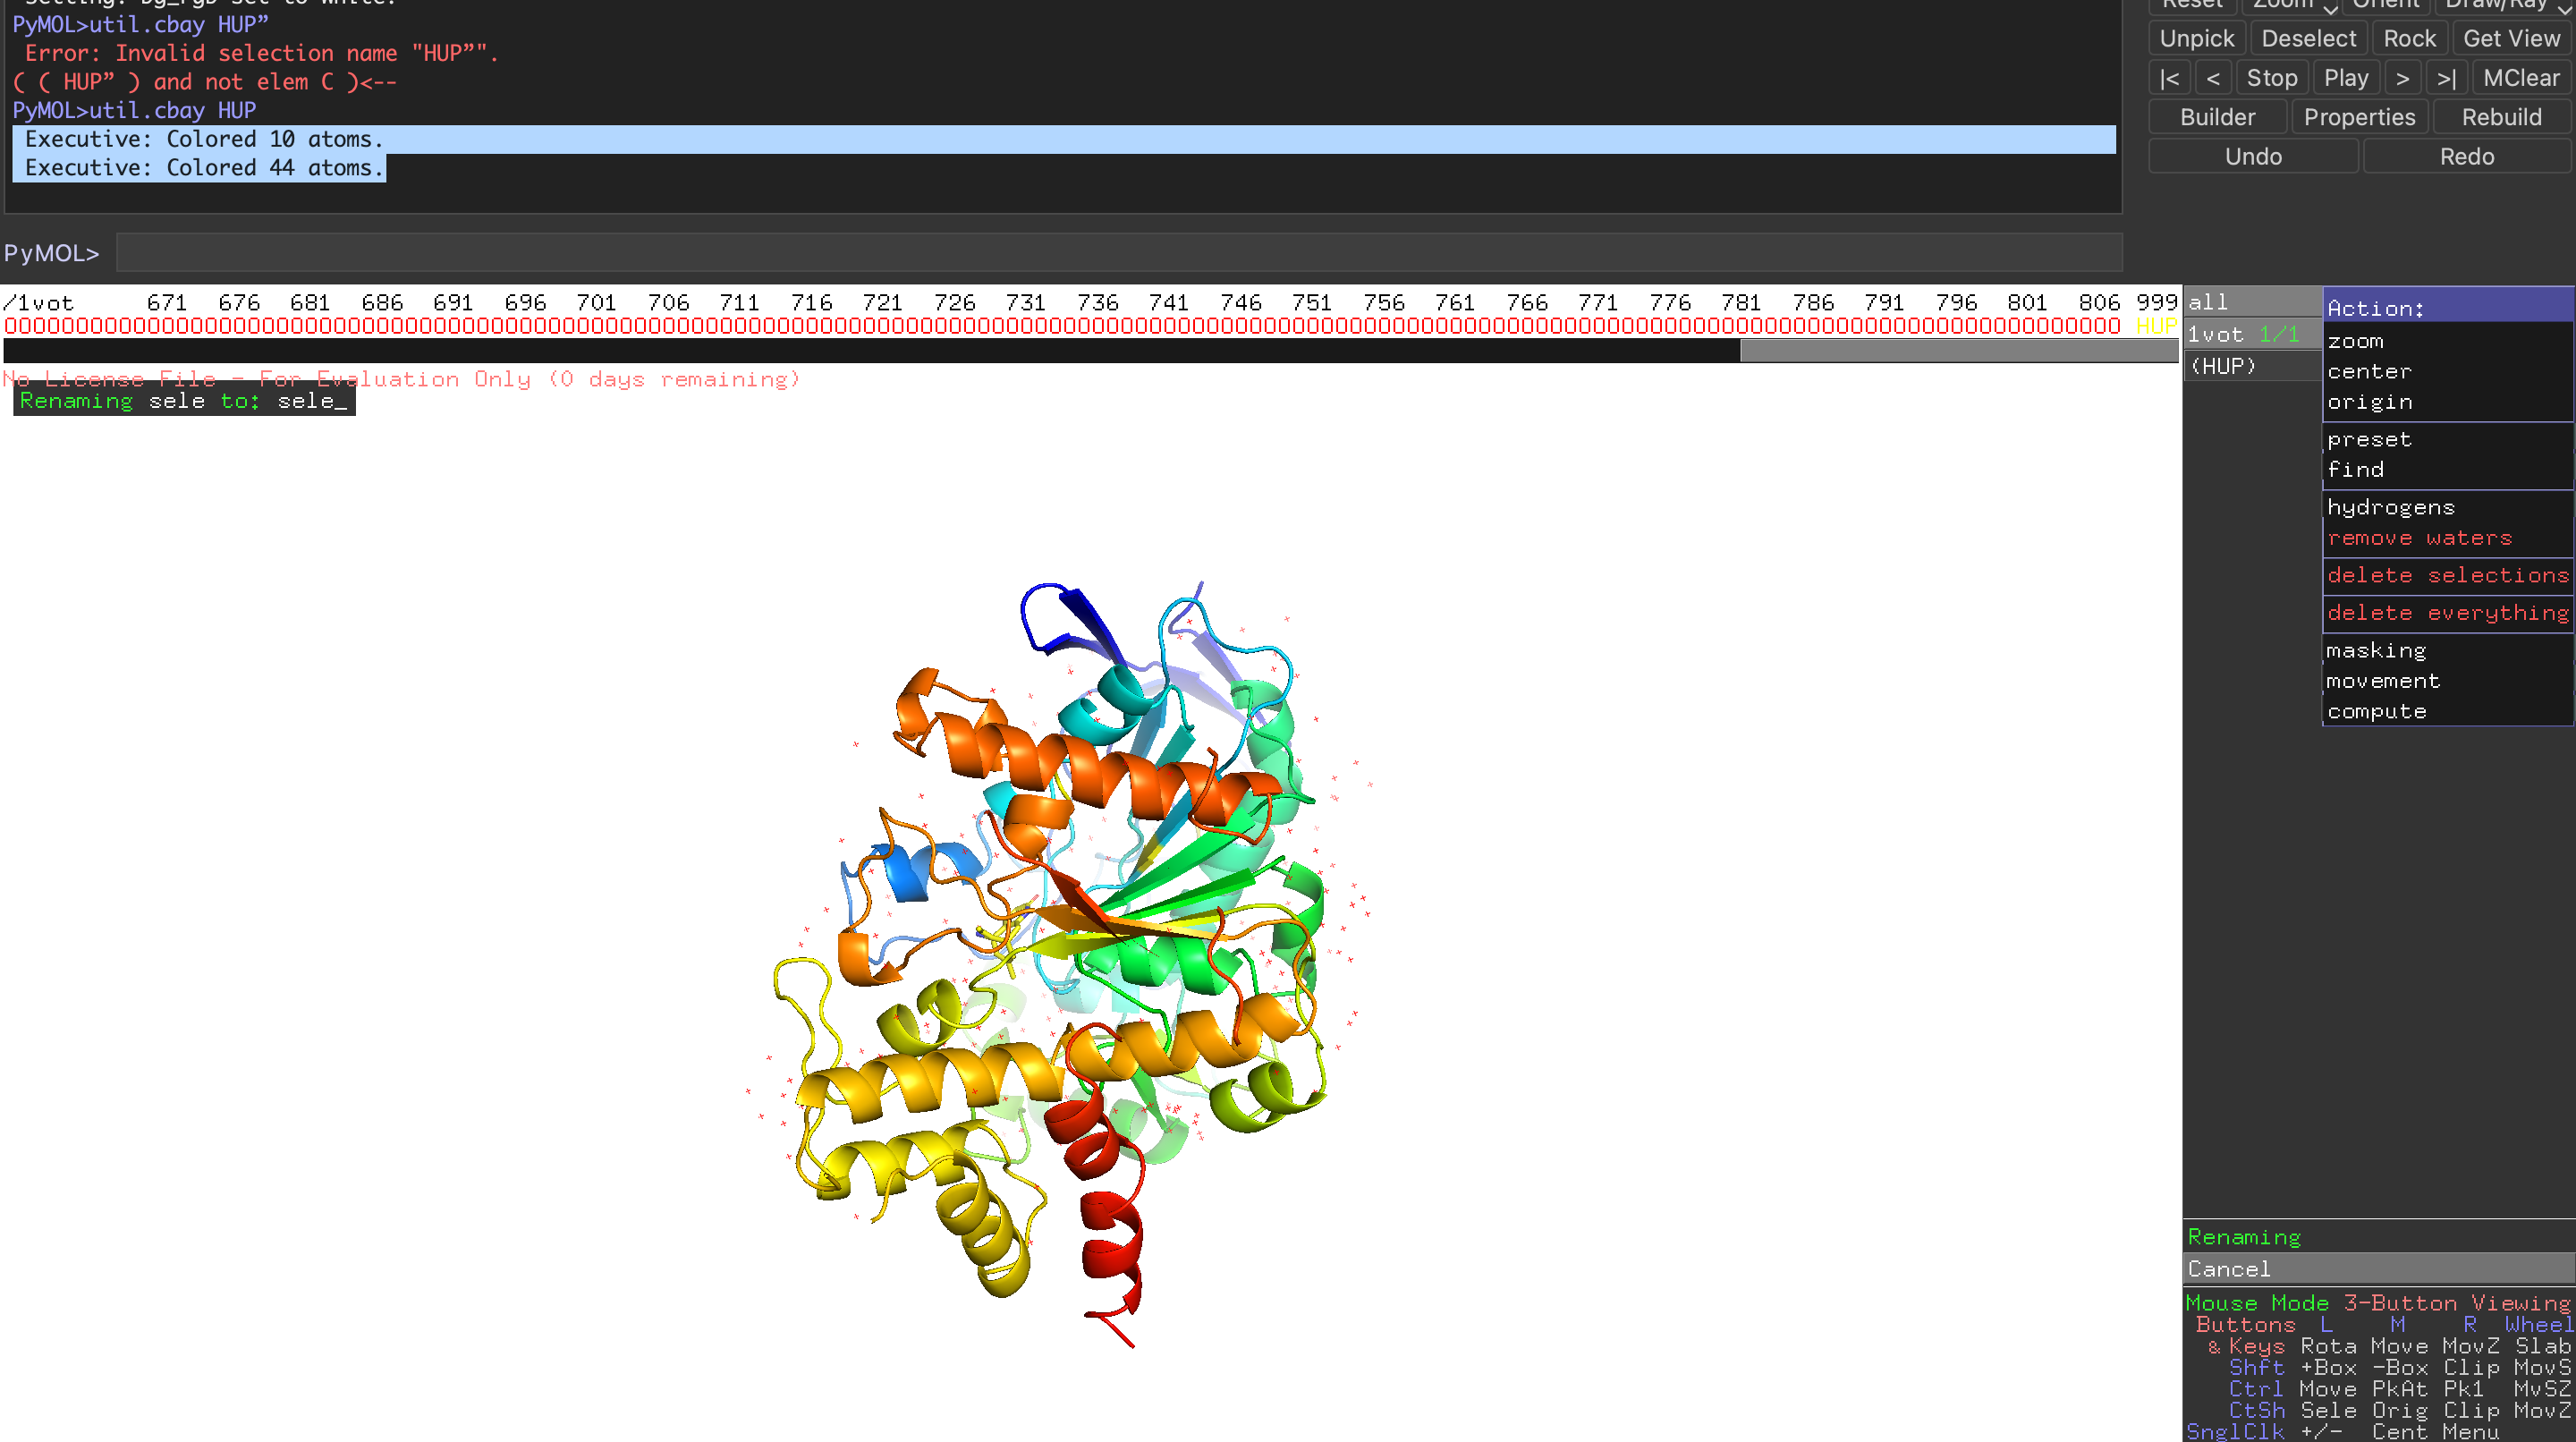 Setting: bg_rgb set to white.
PyMOL>util.cbay HUP”
Error: Invalid selection name "HUP”".
( ( HUP” ) and not elem C )<--
PyMOL>util.cbay HUP
Executive: Colored 10 atoms.
Executive: Colored 44 atoms.
PyMOL>
Reset Zoom Orient Draw/Ray
Unpick Deselect Rock Get View
|< < Stop Play > >| MClear
Builder Properties Rebuild
Undo Redo
/1vot 671 676 681 686 691 696 701 706 711 716 721 726 731 736 741 746 751 756 761 766 771 776 781 786 791 796 801 806 999
HUP
No License File - For Evaluation Only (0 days remaining)
Renaming sele to: sele_
all
1vot 1/1
(HUP)
Action:
zoom
center
origin
preset
find
hydrogens
remove waters
delete selections
delete everything
masking
movement
compute
Renaming
Cancel
Mouse Mode 3-Button Viewing
Buttons L M R Wheel
& Keys Rota Move MovZ Slab
Shft +Box -Box Clip MovS
Ctrl Move PkAt Pk1 MvSZ
CtSh Sele Orig Clip MovZ
SnglClk +/- Cent Menu